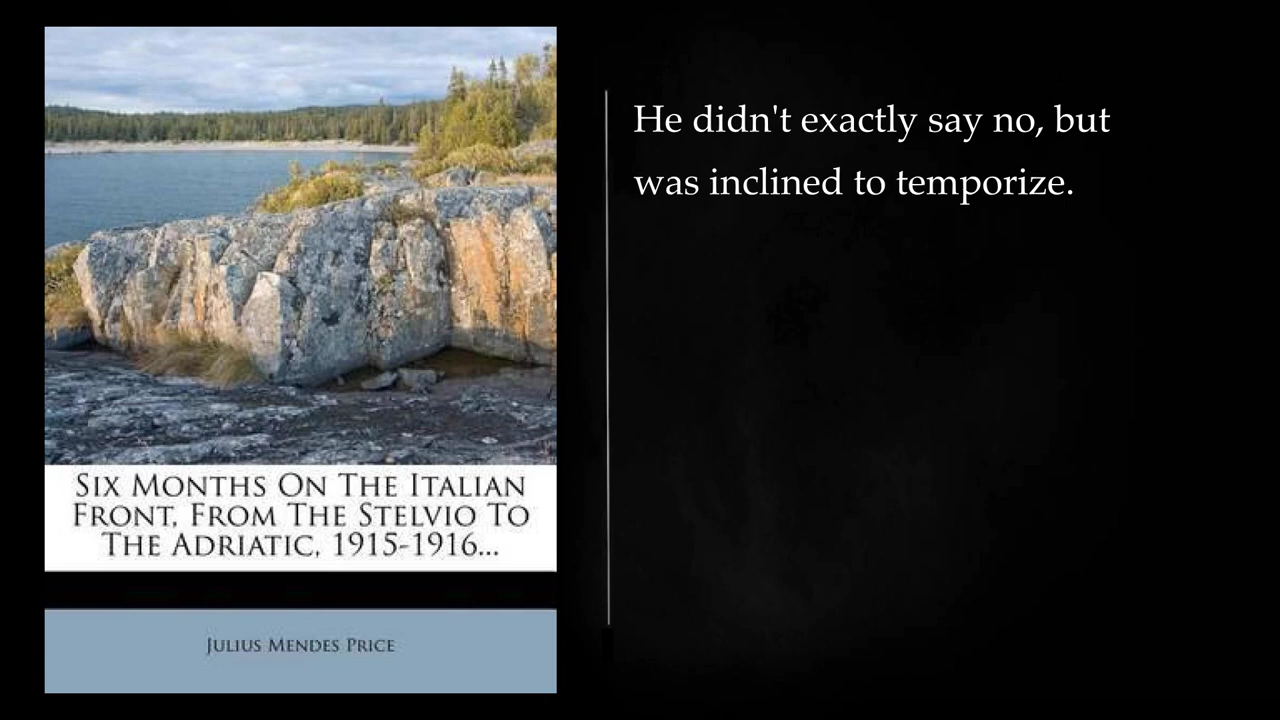 He didn't exactly say no, but
was inclined to temporize.
SIX MONTHS ON THE ITALIAN
FRONT, FROM THE STELVIO TO
THE ADRIATIC, 1915-1916...
JULIUS MENDES PRICE